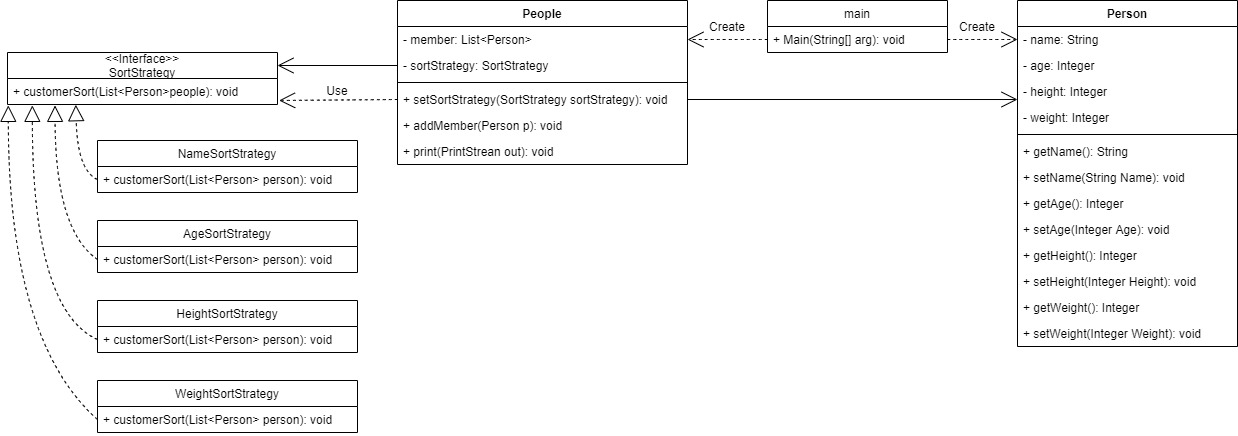 People
- member: List<Person>
- sortStrategy: SortStrategy
+ setSortStrategy(SortStrategy sortStrategy): void
+ addMember(Person p): void
+ print(PrintStrean out): void
Create
main
+ Main(String[] arg): void
Create
Person
- name: String
- age: Integer
- height: Integer
- weight: Integer
+ getName(): String
+ setName(String Name): void
+ getAge(): Integer
+ setAge(Integer Age): void
+ getHeight(): Integer
+ setHeight(Integer Height): void
+ getWeight(): Integer
+ setWeight(Integer Weight): void
<<Interface>>
SortStrategy
+ customerSort(List<Person>people): void
Use
NameSortStrategy
+ customerSort(List<Person> person): void
AgeSortStrategy
+ customerSort(List<Person> person): void
HeightSortStrategy
+ customerSort(List<Person> person): void
WeightSortStrategy
+ customerSort(List<Person> person): void